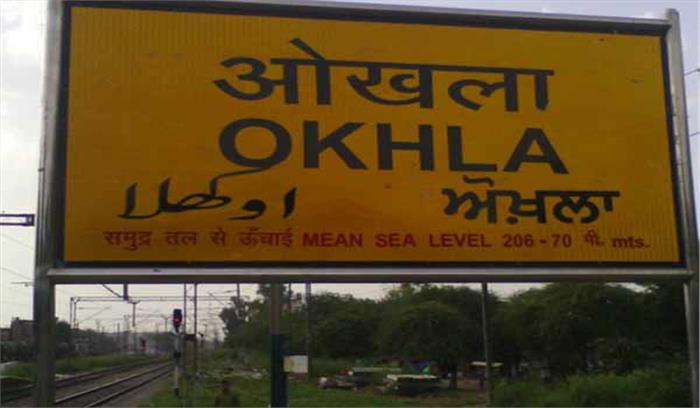 ओखला
OKHLA
اوکھلا ਔਖ਼ਲਾ
समुद्र तल से ऊँचाई MEAN SEA LEVEL 206-70 मी. mts.